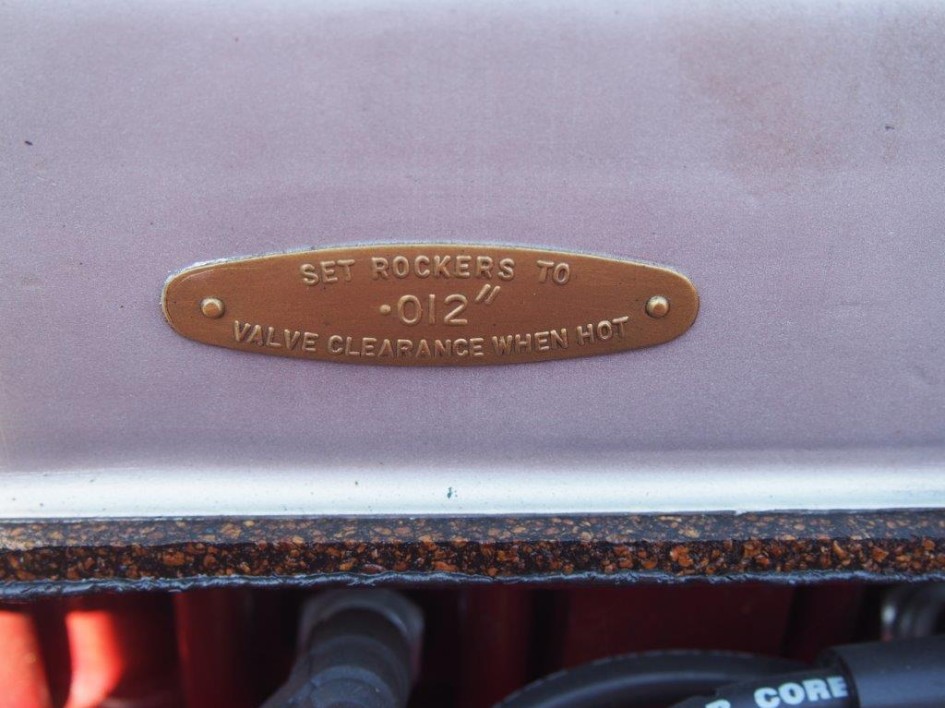 SET ROCKERS TO
·012"
VALVE CLEARANCE WHEN HOT
CORE